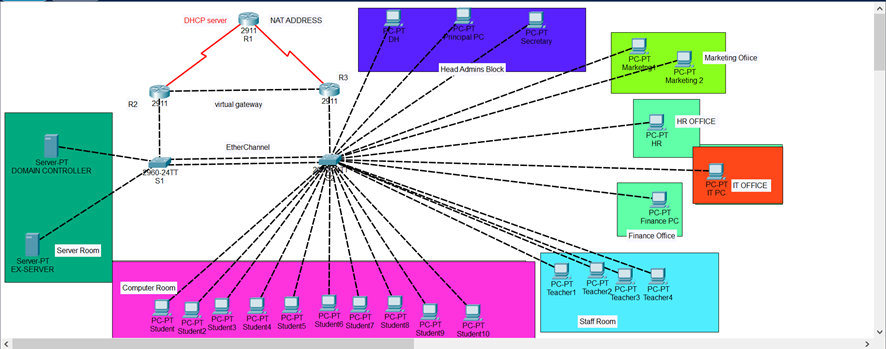 DHCP server
NAT ADDRESS
2911
R1
PC-PT
DH
PC-PT
Principal PC
PC-PT
Secretary
Head Admins Block
PC-PT
Marketng1
PC-PT
Marketing 2
Marketing Ofiice
R3
R2
2911
virtual gateway
2911
PC-PT
HR
HR OFFICE
EtherChannel
Server-PT
DOMAIN CONTROLLER
2960-24TT
S1
PC-PT
IT PC
IT OFFICE
PC-PT
Finance PC
Finance Office
Server-PT
EX-SERVER
Server Room
Computer Room
PC-PT
Teacher1
PC-PT
Teacher2
PC-PT
Teacher3
PC-PT
Teacher4
Staff Room
PC-PT
Student
PC-PT
Student2
PC-PT
Student3
PC-PT
Student4
PC-PT
Student5
PC-PT
Student6
PC-PT
Student7
PC-PT
Student8
PC-PT
Student9
PC-PT
Student10